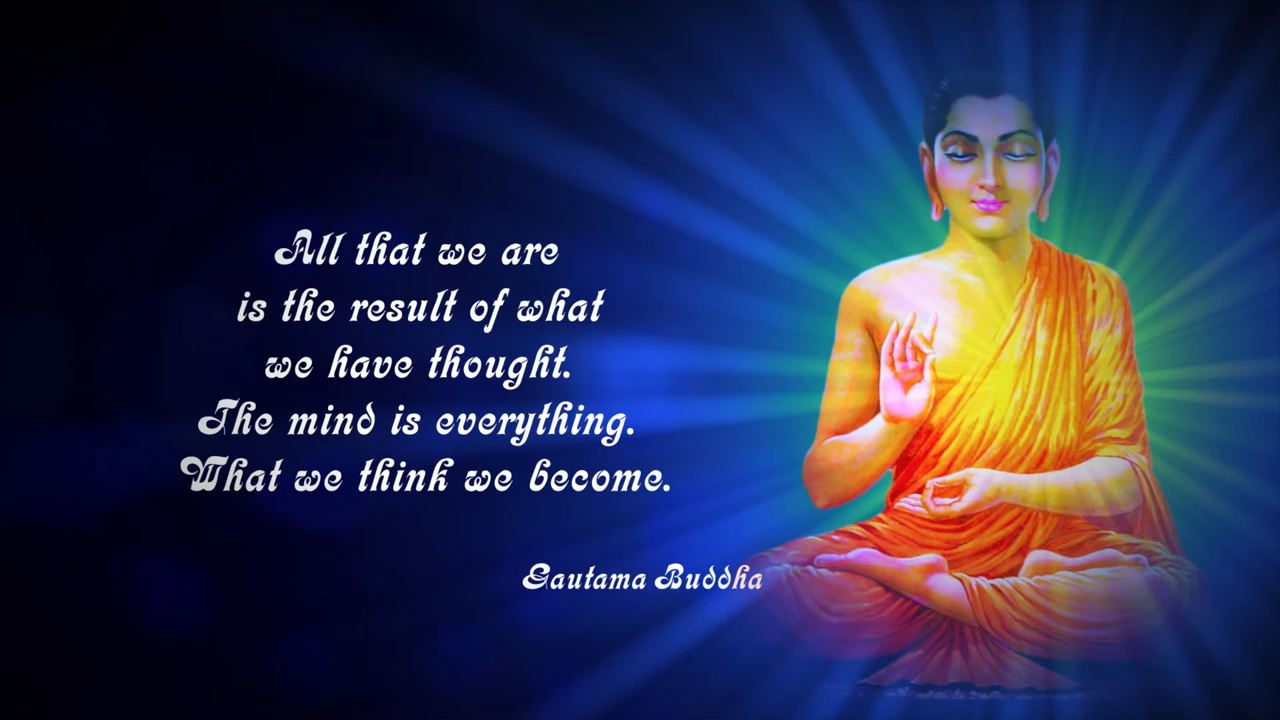 All that we are
is the result of what
we have thought.
The mind is everything.
What we think we become.
Gautama Buddha